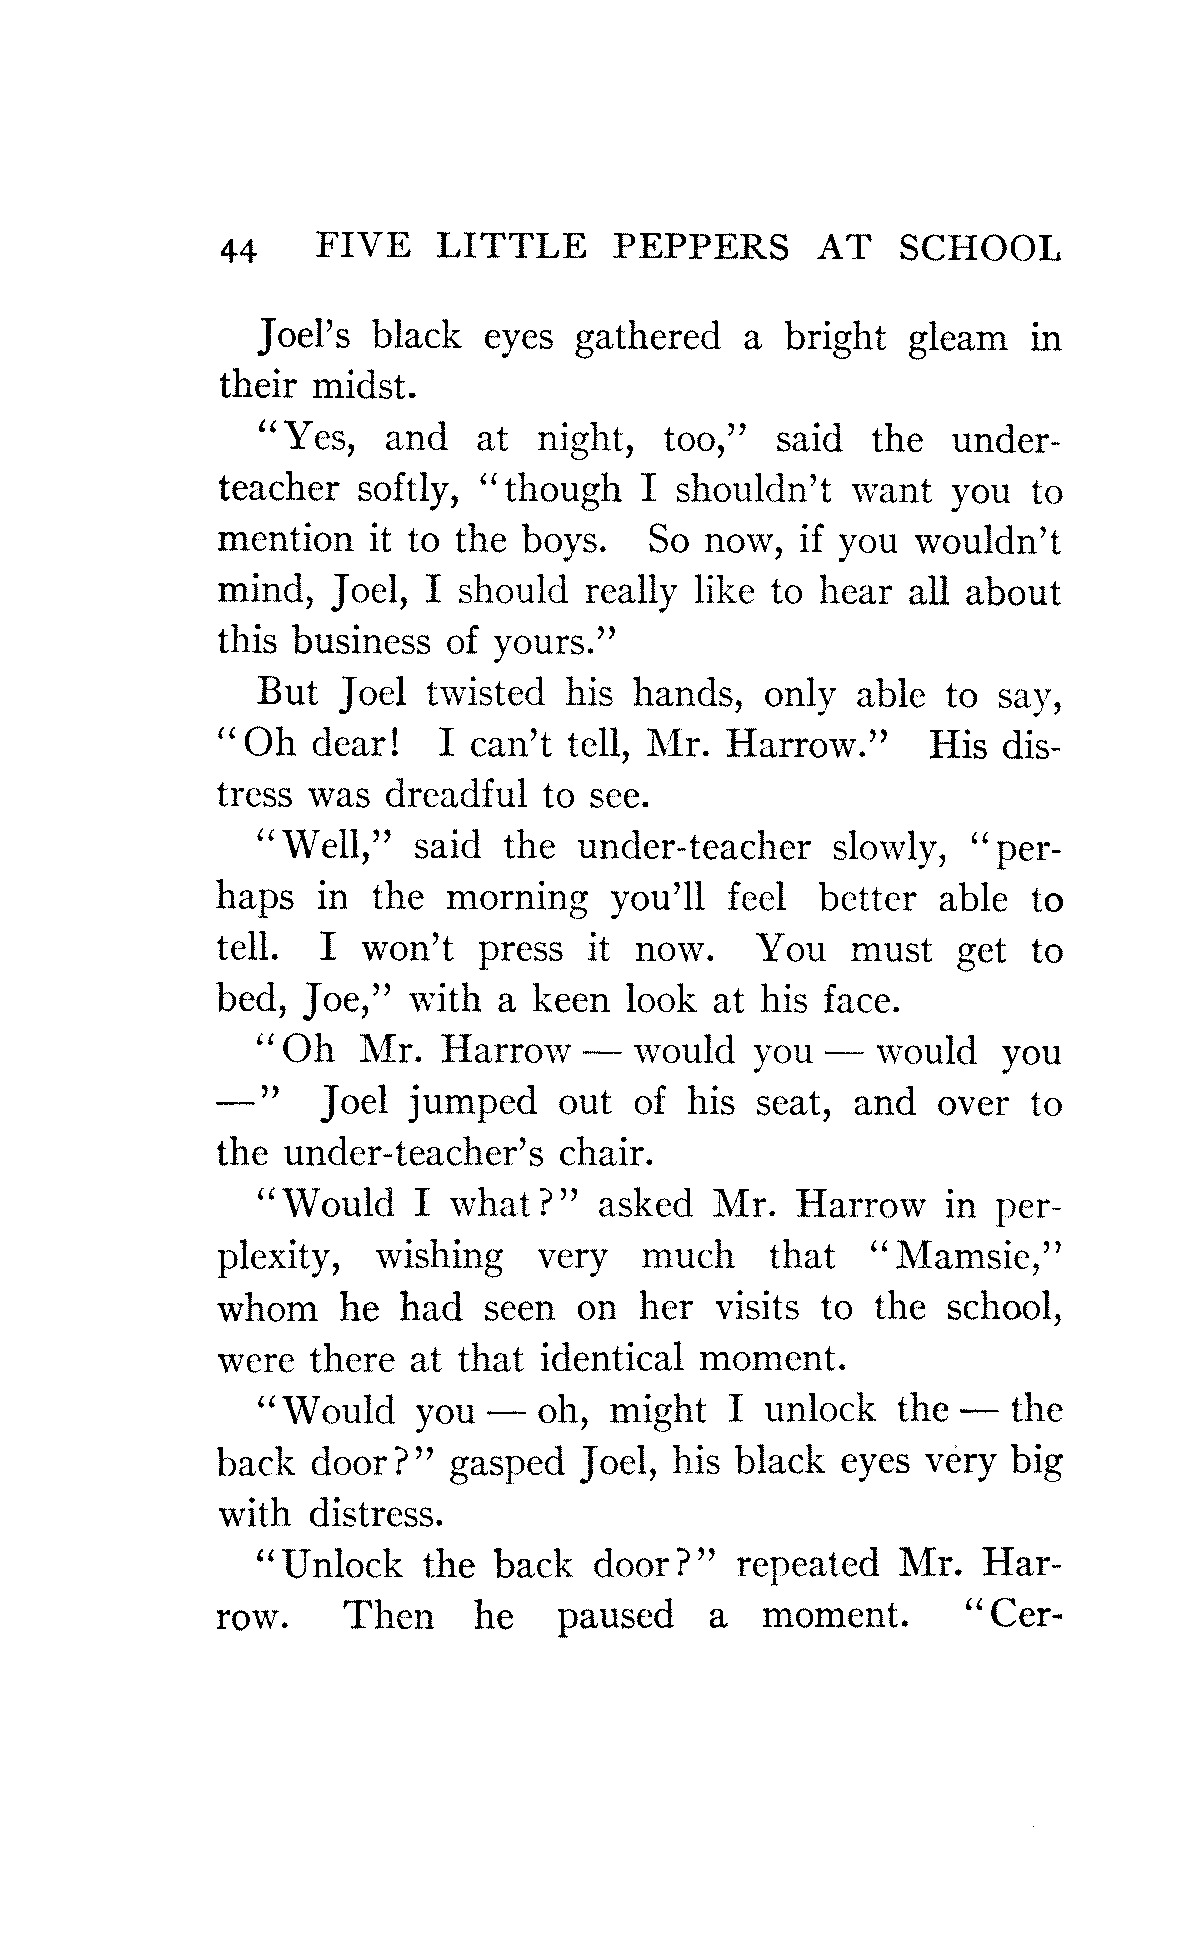 44 FIVE LITTLE PEPPERS AT SCHOOL
Joel's black eyes gathered a bright gleam in
their midst.
"Yes, and at night, too," said the under-
teacher softly, "though I shouldn't want you to
mention it to the boys. So now, if you wouldn't
mind, Joel, I should really like to hear all about
this business of yours."
But Joel twisted his hands, only able to say,
"Oh dear! I can't tell, Mr. Harrow." His dis-
tress was dreadful to see.
"Well," said the under-teacher slowly, "per-
haps in the morning you'll feel better able to
tell. I won't press it now. You must get to
bed, Joe," with a keen look at his face.
"Oh Mr. Harrow — would you — would you
—" Joel jumped out of his seat, and over to
the under-teacher's chair.
"Would I what?" asked Mr. Harrow in per-
plexity, wishing very much that "Mamsie,"
whom he had seen on her visits to the school,
were there at that identical moment.
"Would you — oh, might I unlock the — the
back door?" gasped Joel, his black eyes very big
with distress.
"Unlock the back door?" repeated Mr. Har-
row. Then he paused a moment. "Cer-